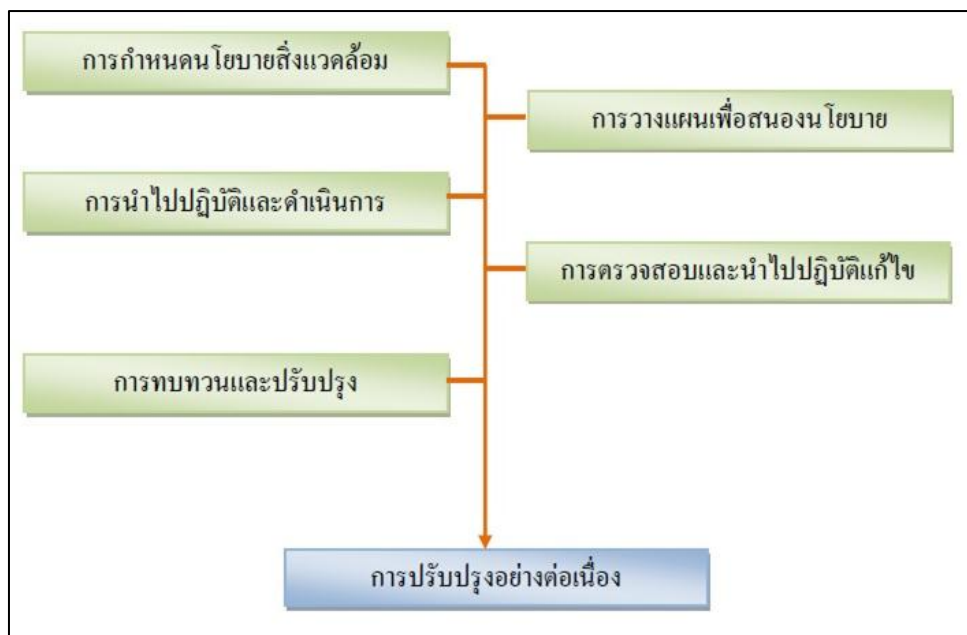 การกำหนดนโยบายสิ่งแวดล้อม
การวางแผนเพื่อสนองนโยบาย
การนำไปปฏิบัติและดำเนินการ
การตรวจสอบและนำไปปฏิบัติแก้ไข
การทบทวนและปรับปรุง
การปรับปรุงอย่างต่อเนื่อง